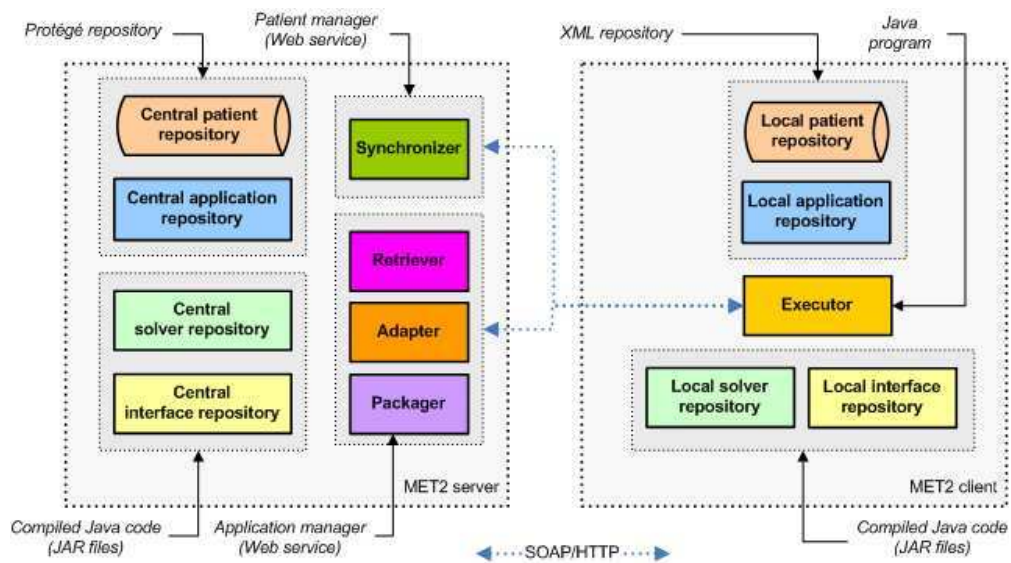 Protégé repository
Patient manager
(Web service)
XML repository
Java
program
Central patient
repository
Central application
repository
Synchronizer
Local patient
repository
Local application
repository
Retriever
Adapter
Packager
Executor
Central
solver repository
Central
interface repository
Local solver
repository
Local interface
repository
MET2 server
MET2 client
Compiled Java code
(JAR files)
Application manager
(Web service)
SOAP/HTTP
Compiled Java code
(JAR files)